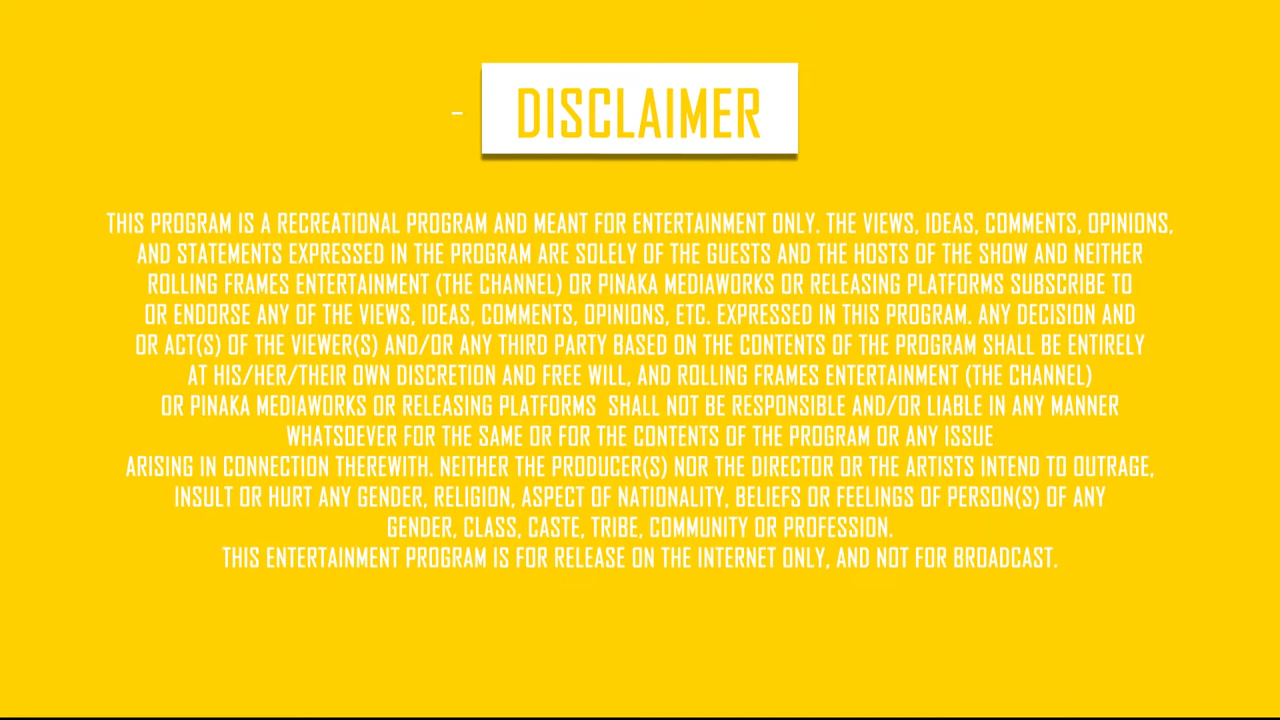 - DISCLAIMER
THIS PROGRAM IS A RECREATIONAL PROGRAM AND MEANT FOR ENTERTAINMENT ONLY. THE VIEWS, IDEAS, COMMENTS, OPINIONS,
AND STATEMENTS EXPRESSED IN THE PROGRAM ARE SOLELY OF THE GUESTS AND THE HOSTS OF THE SHOW AND NEITHER
ROLLING FRAMES ENTERTAINMENT (THE CHANNEL) OR PINAKA MEDIAWORKS OR RELEASING PLATFORMS SUBSCRIBE TO
OR ENDORSE ANY OF THE VIEWS, IDEAS, COMMENTS, OPINIONS, ETC. EXPRESSED IN THIS PROGRAM. ANY DECISION AND
OR ACT(S) OF THE VIEWER(S) AND/OR ANY THIRD PARTY BASED ON THE CONTENTS OF THE PROGRAM SHALL BE ENTIRELY
AT HIS/HER/THEIR OWN DISCRETION AND FREE WILL, AND ROLLING FRAMES ENTERTAINMENT (THE CHANNEL)
OR PINAKA MEDIAWORKS OR RELEASING PLATFORMS SHALL NOT BE RESPONSIBLE AND/OR LIABLE IN ANY MANNER
WHATSOEVER FOR THE SAME OR FOR THE CONTENTS OF THE PROGRAM OR ANY ISSUE
ARISING IN CONNECTION THEREWITH. NEITHER THE PRODUCER(S) NOR THE DIRECTOR OR THE ARTISTS INTEND TO OUTRAGE,
INSULT OR HURT ANY GENDER, RELIGION, ASPECT OF NATIONALITY, BELIEFS OR FEELINGS OF PERSON(S) OF ANY
GENDER, CLASS, CASTE, TRIBE, COMMUNITY OR PROFESSION.
THIS ENTERTAINMENT PROGRAM IS FOR RELEASE ON THE INTERNET ONLY, AND NOT FOR BROADCAST.